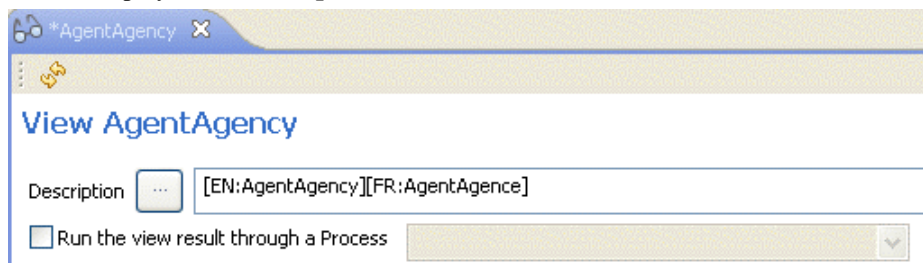 *AgentAgency
View AgentAgency
Description ... [EN:AgentAgency][FR:AgentAgence]
Run the view result through a Process